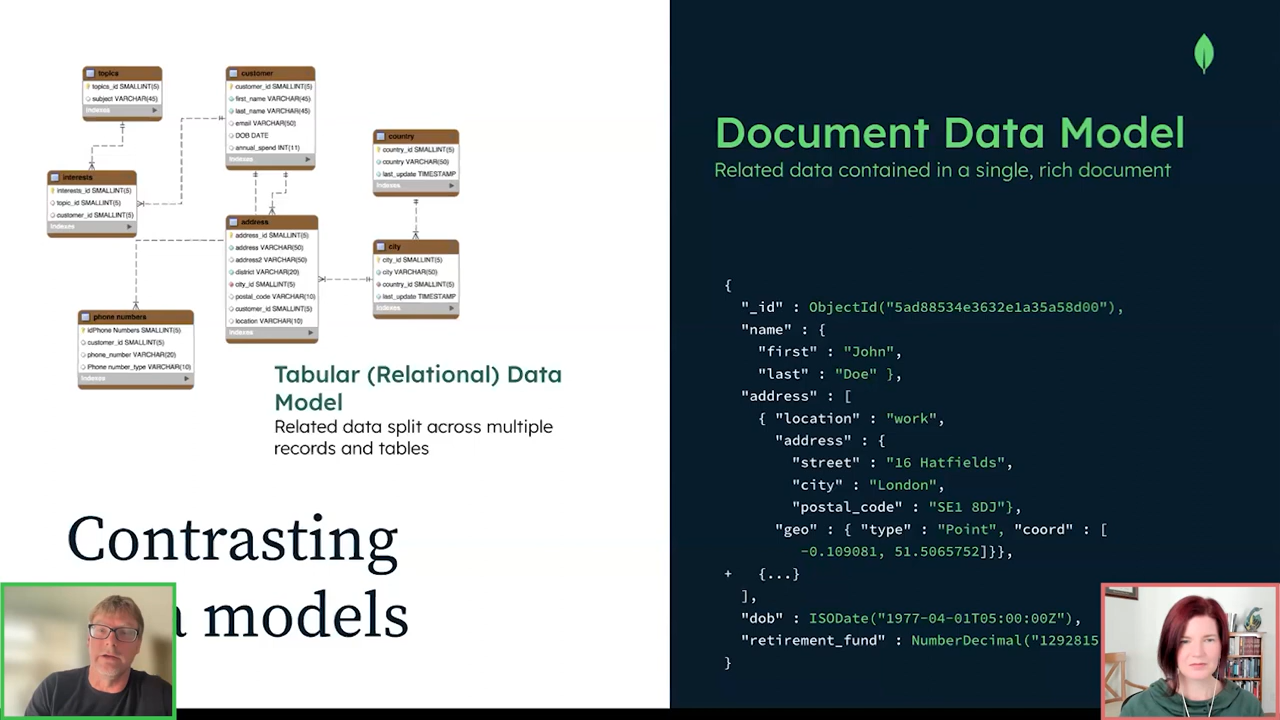 topics
topics_id SMALLINT(5)
subject VARCHAR(45)
Indexes
customer
customer_id SMALLINT(5)
first_name VARCHAR(45)
last_name VARCHAR(45)
email VARCHAR(50)
DOB DATE
annual_spend INT(11)
Indexes
country
country_id SMALLINT(5)
country VARCHAR(50)
last_update TIMESTAMP
Indexes
interests
interests_id SMALLINT(5)
topic_id SMALLINT(5)
customer_id SMALLINT(5)
Indexes
address
address_id SMALLINT(5)
address VARCHAR(50)
address2 VARCHAR(50)
district VARCHAR(20)
city_id SMALLINT(5)
postal_code VARCHAR(10)
customer_id SMALLINT(5)
location VARCHAR(10)
Indexes
city
city_id SMALLINT(5)
city VARCHAR(50)
country_id SMALLINT(5)
last_update TIMESTAMP
Indexes
phone numbers
idPhone Numbers SMALLINT(5)
customer_id SMALLINT(5)
phone_number VARCHAR(20)
Phone number_type VARCHAR(10)
Indexes
Tabular (Relational) Data
Model
Related data split across multiple
records and tables
Contrasting
models
Document Data Model
Related data contained in a single, rich document
{
"_id" : ObjectId("5ad88534e3632e1a35a58d00"),
"name" : {
"first" : "John",
"last" : "Doe" },
"address" : [
{ "location" : "work",
"address" : {
"street" : "16 Hatfields",
"city" : "London",
"postal_code" : "SE1 8DJ"},
"geo" : { "type" : "Point", "coord" : [
-0.109081, 51.5065752]}},
+ {...}
],
"dob" : ISODate("1977-04-01T05:00:00Z"),
"retirement_fund" : NumberDecimal("1292815
}